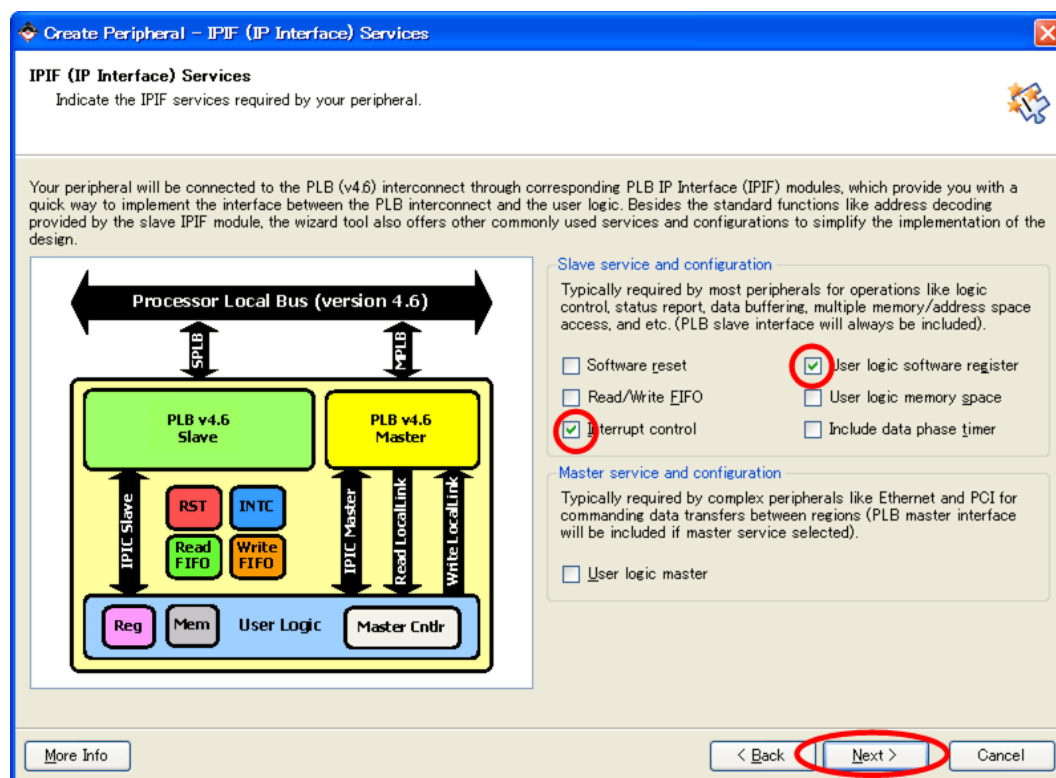 Create Peripheral - IPIF (IP Interface) Services
IPIF (IP Interface) Services
Indicate the IPIF services required by your peripheral.
Your peripheral will be connected to the PLB (v4.6) interconnect through corresponding PLB IP Interface (IPIF) modules, which provide you with a
quick way to implement the interface between the PLB interconnect and the user logic. Besides the standard functions like address decoding
provided by the slave IPIF module, the wizard tool also offers other commonly used services and configurations to simplify the implementation of the
design.
Processor Local Bus (version 4.6)
SPLB
MPLB
PLB v4.6
Slave
PLB v4.6
Master
IPIC Slave
RST
INTC
Read
FIFO
Write
FIFO
IPIC Master
Read LocalLink
Write LocalLink
Reg
Mem
User Logic
Master Cntlr
Slave service and configuration
Typically required by most peripherals for operations like logic
control, status report, data buffering, multiple memory/address space
access, and etc. (PLB slave interface will always be included).
Software reset
User logic software register
Read/Write FIFO
User logic memory space
Interrupt control
Include data phase timer
Master service and configuration
Typically required by complex peripherals like Ethernet and PCI for
commanding data transfers between regions (PLB master interface
will be included if master service selected).
User logic master
More Info
< Back
Next >
Cancel